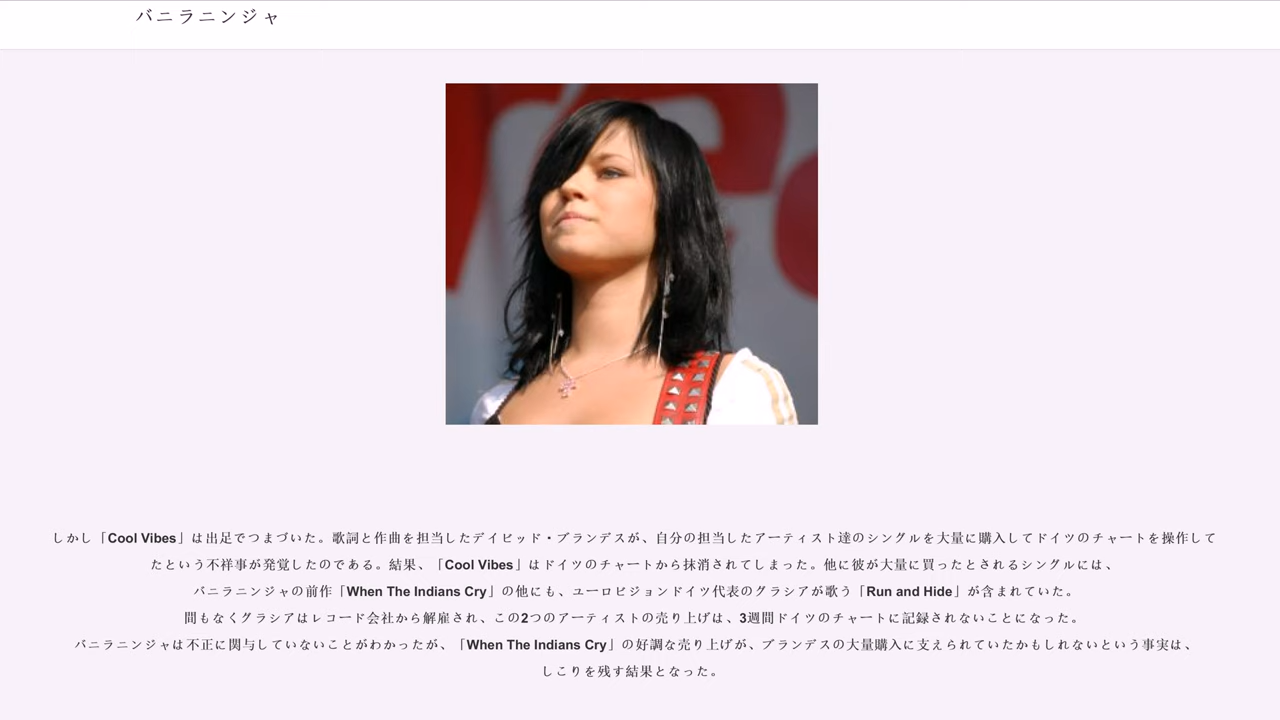 バニラニンジャ
しかし「Cool Vibes」は出足でつまづいた。歌詞と作曲を担当したデイビッド・ブランデスが、自分の担当したアーティスト達のシングルを大量に購入してドイツのチャートを操作して
たという不祥事が発覚したのである。結果、「Cool Vibes」はドイツのチャートから抹消されてしまった。他に彼が大量に買ったとされるシングルには、
バニラニンジャの前作「When The Indians Cry」の他にも、ユーロビジョンドイツ代表のグラシアが歌う「Run and Hide」が含まれていた。
間もなくグラシアはレコード会社から解雇され、この2つのアーティストの売り上げは、3週間ドイツのチャートに記録されないことになった。
バニラニンジャは不正に関与していないことがわかったが、「When The Indians Cry」の好調な売り上げが、ブランデスの大量購入に支えられていたかもしれないという事実は、
しこりを残す結果となった。